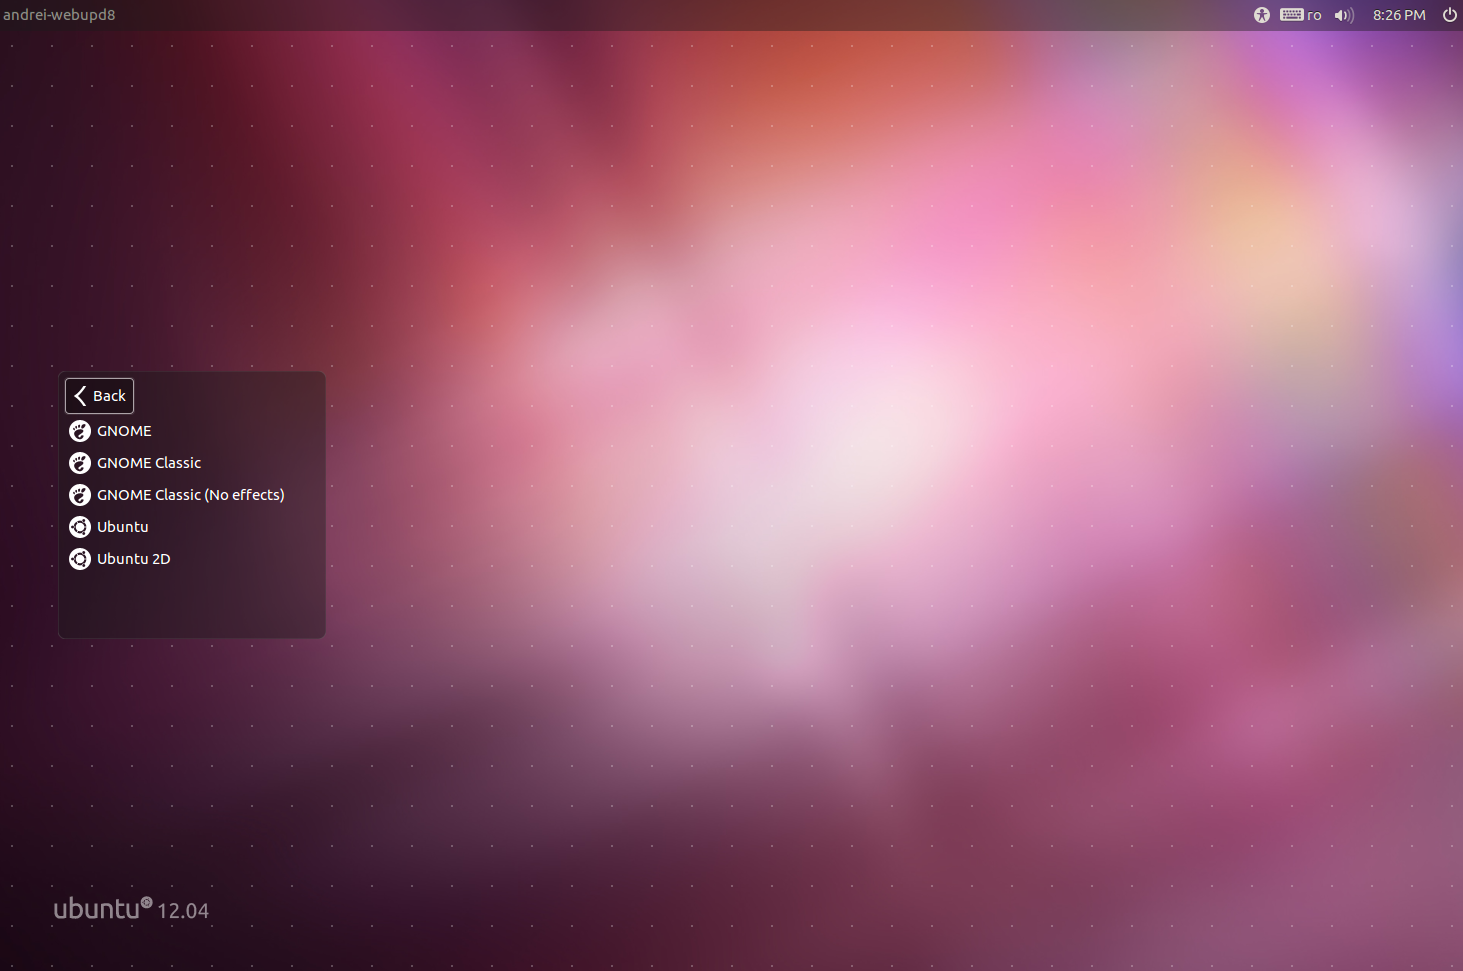 andrei-webupd8
ro
8:26 PM
Back
GNOME
GNOME Classic
GNOME Classic (No effects)
Ubuntu
Ubuntu 2D
ubuntu 12.04